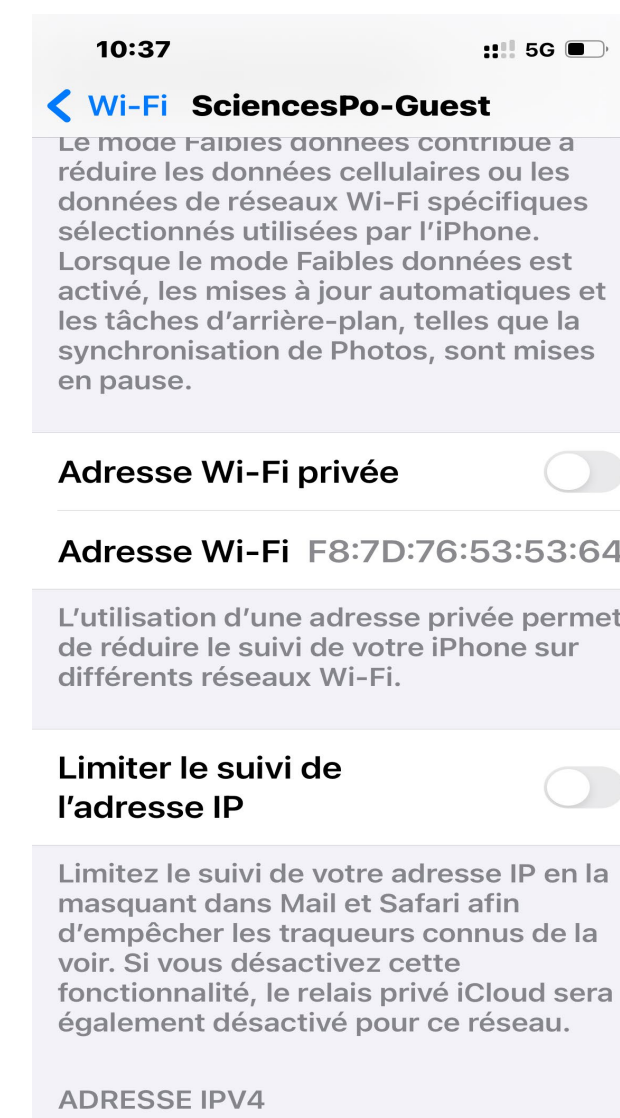 10:37 5G
Wi-Fi SciencesPo-Guest
Le mode Faibles données contribue à
réduire les données cellulaires ou les
données de réseaux Wi-Fi spécifiques
sélectionnés utilisées par l’iPhone.
Lorsque le mode Faibles données est
activé, les mises à jour automatiques et
les tâches d’arrière-plan, telles que la
synchronisation de Photos, sont mises
en pause.
Adresse Wi-Fi privée
Adresse Wi-Fi F8:7D:76:53:53:64
L’utilisation d’une adresse privée permet
de réduire le suivi de votre iPhone sur
différents réseaux Wi-Fi.
Limiter le suivi de
l’adresse IP
Limitez le suivi de votre adresse IP en la
masquant dans Mail et Safari afin
d’empêcher les traqueurs connus de la
voir. Si vous désactivez cette
fonctionnalité, le relais privé iCloud sera
également désactivé pour ce réseau.
ADRESSE IPV4